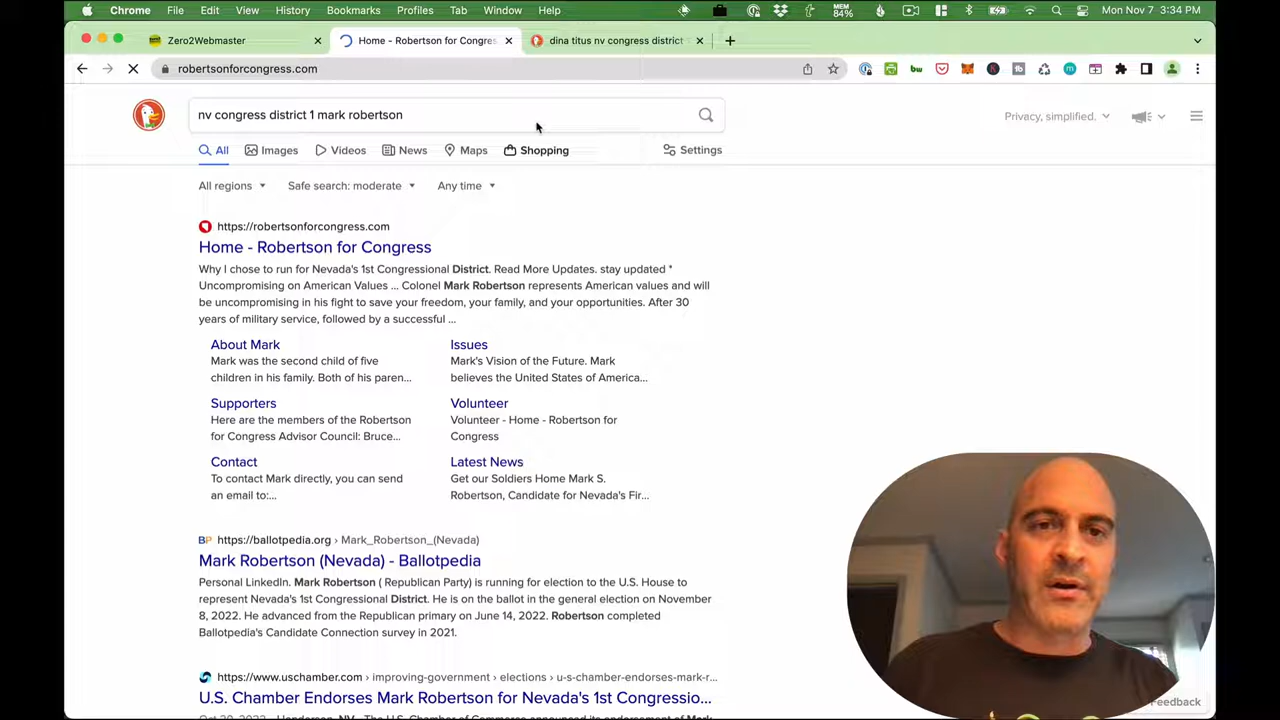 Chrome File Edit View History Bookmarks Profiles Tab Window Help MEM 84% Mon Nov 7 3:34 PM
Zero2Webmaster Home - Robertson for Congres dina titus nv congress district
robertsonforcongress.com
nv congress district 1 mark robertson
Privacy, simplified.
All Images Videos News Maps Shopping Settings
All regions Safe search: moderate Any time
https://robertsonforcongress.com
Home - Robertson for Congress
Why I chose to run for Nevada's 1st Congressional District. Read More Updates. stay updated *
Uncompromising on American Values ... Colonel Mark Robertson represents American values and will
be uncompromising in his fight to save your freedom, your family, and your opportunities. After 30
years of military service, followed by a successful ...
About Mark
Mark was the second child of five
children in his family. Both of his paren...
Issues
Mark's Vision of the Future. Mark
believes the United States of America...
Supporters
Here are the members of the Robertson
for Congress Advisor Council: Bruce...
Volunteer
Volunteer - Home - Robertson for
Congress
Contact
To contact Mark directly, you can send
an email to:...
Latest News
Get our Soldiers Home Mark S.
Robertson, Candidate for Nevada's Fir...
BP https://ballotpedia.org › Mark_Robertson_(Nevada)
Mark Robertson (Nevada) - Ballotpedia
Personal LinkedIn. Mark Robertson ( Republican Party) is running for election to the U.S. House to
represent Nevada's 1st Congressional District. He is on the ballot in the general election on November
8, 2022. He advanced from the Republican primary on June 14, 2022. Robertson completed
Ballotpedia's Candidate Connection survey in 2021.
https://www.uschamber.com › improving-government › elections › u-s-chamber-endorses-mark-r...
U.S. Chamber Endorses Mark Robertson for Nevada's 1st Congressio...
Feedback